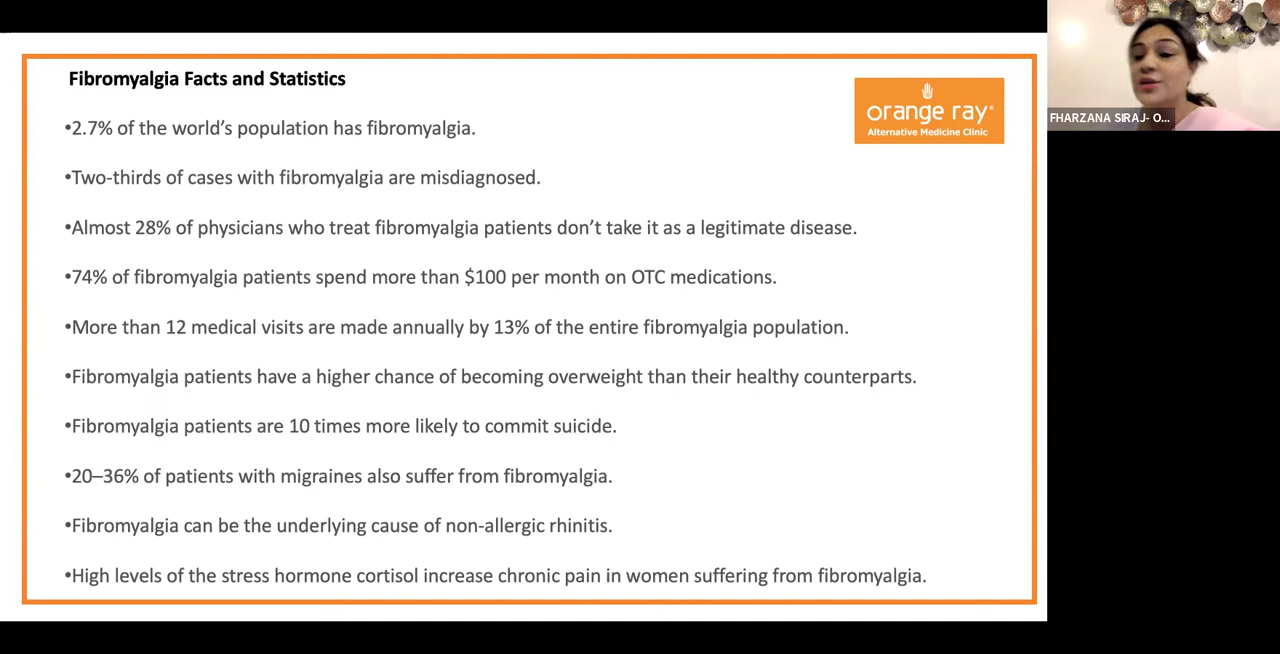 Fibromyalgia Facts and Statistics
orange ray®
Alternative Medicine Clinic
•2.7% of the world’s population has fibromyalgia.
•Two-thirds of cases with fibromyalgia are misdiagnosed.
•Almost 28% of physicians who treat fibromyalgia patients don’t take it as a legitimate disease.
•74% of fibromyalgia patients spend more than $100 per month on OTC medications.
•More than 12 medical visits are made annually by 13% of the entire fibromyalgia population.
•Fibromyalgia patients have a higher chance of becoming overweight than their healthy counterparts.
•Fibromyalgia patients are 10 times more likely to commit suicide.
•20–36% of patients with migraines also suffer from fibromyalgia.
•Fibromyalgia can be the underlying cause of non-allergic rhinitis.
•High levels of the stress hormone cortisol increase chronic pain in women suffering from fibromyalgia.
FHARZANA SIRAJ- O...